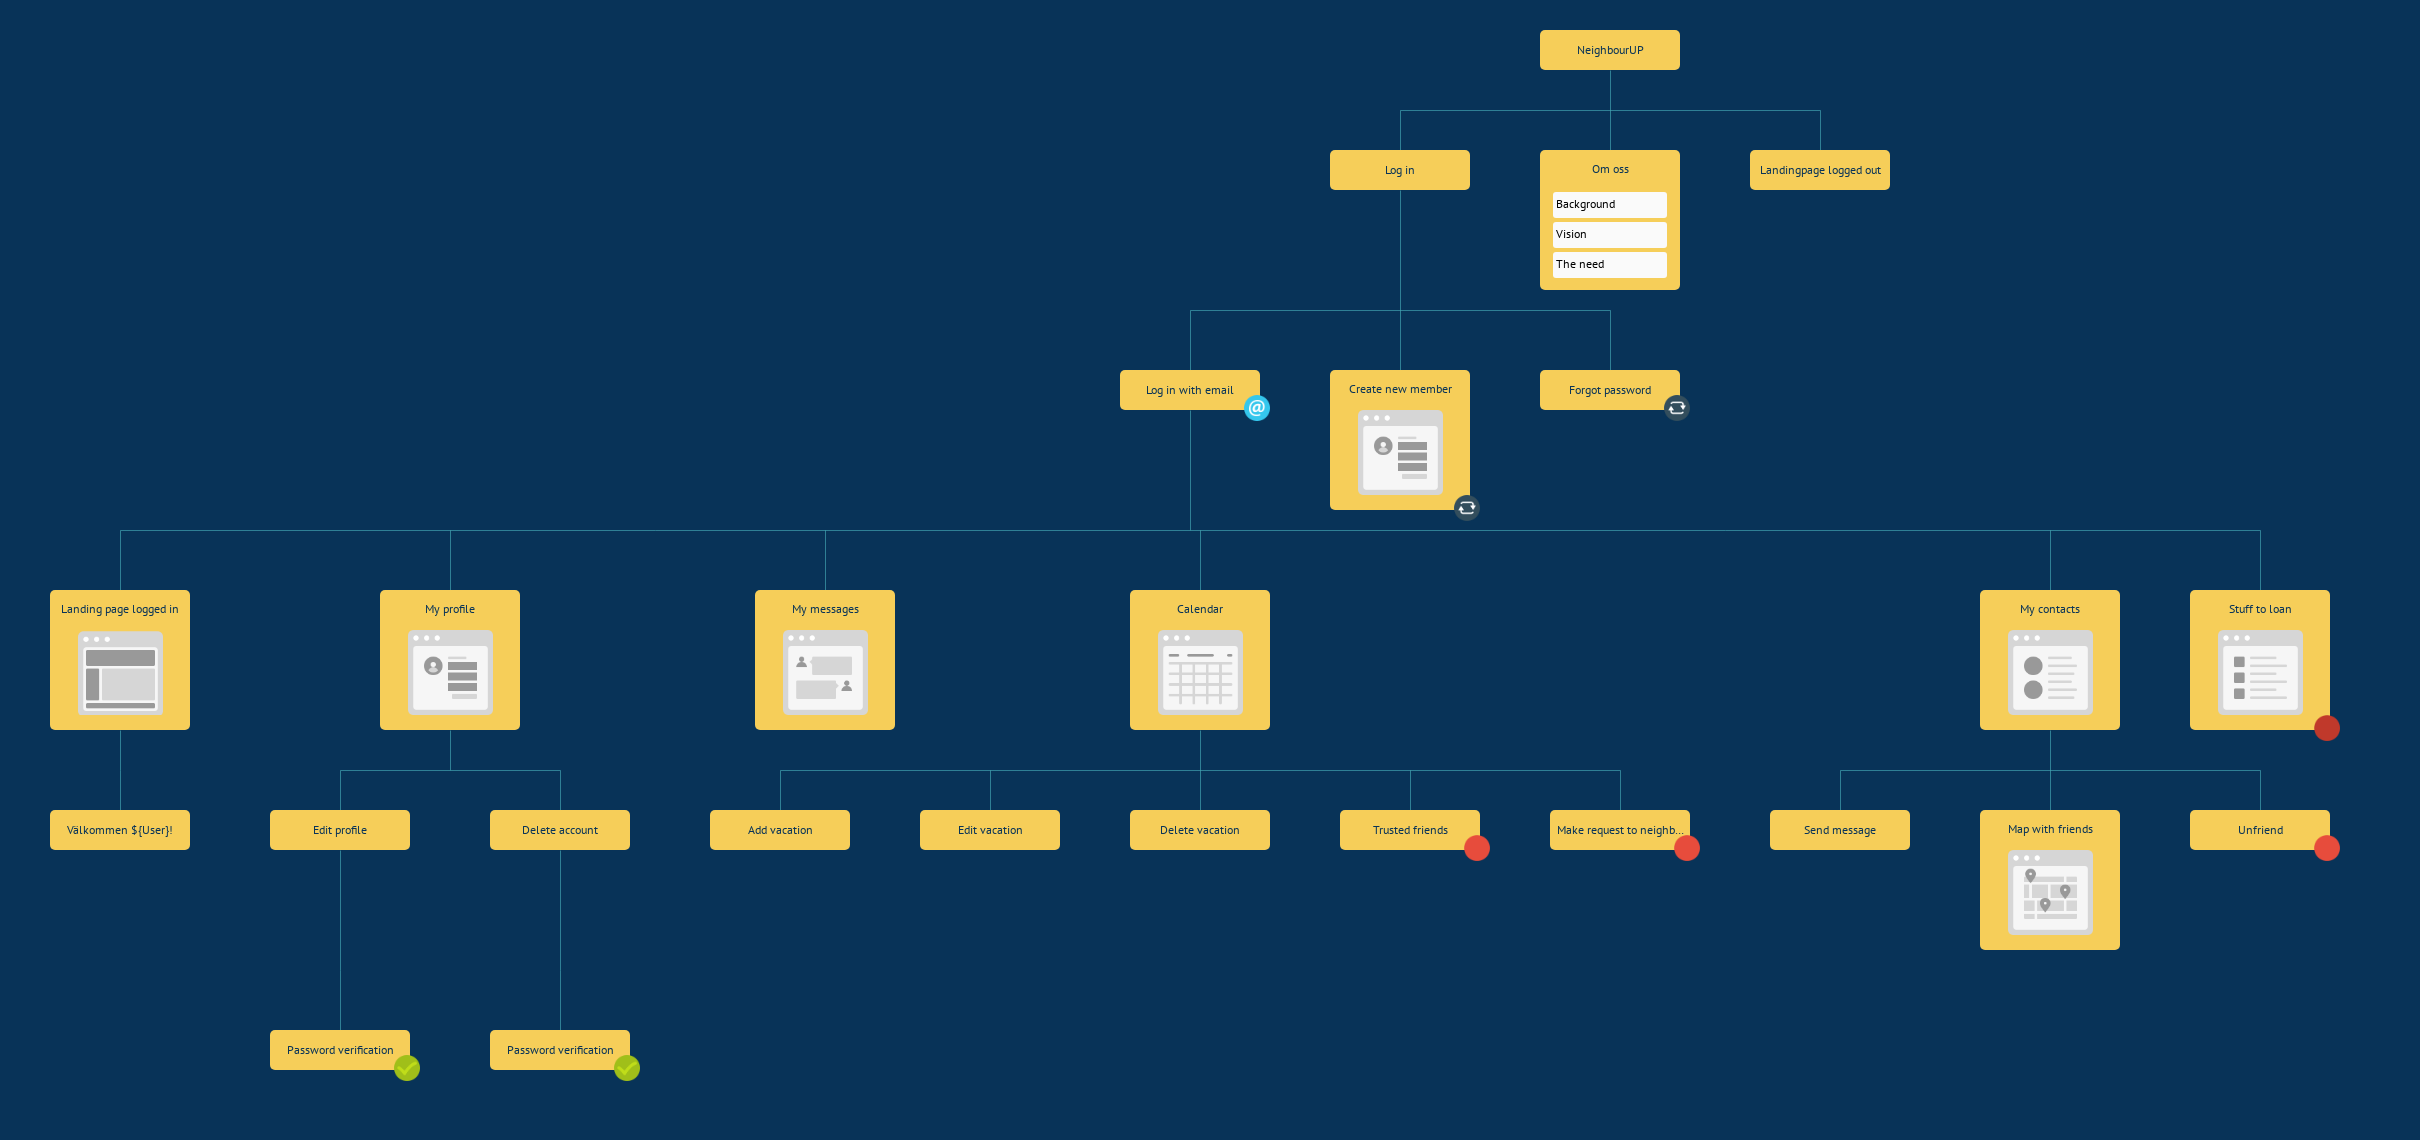 NeighbourUP
Log in
Om oss
Landingpage logged out
Background
Vision
The need
Log in with email
@
Create new member
Forgot password
Landing page logged in
My profile
My messages
Calendar
My contacts
Stuff to loan
Välkommen ${User}!
Edit profile
Delete account
Add vacation
Edit vacation
Delete vacation
Trusted friends
Make request to neighb...
Send message
Map with friends
Unfriend
Password verification
Password verification